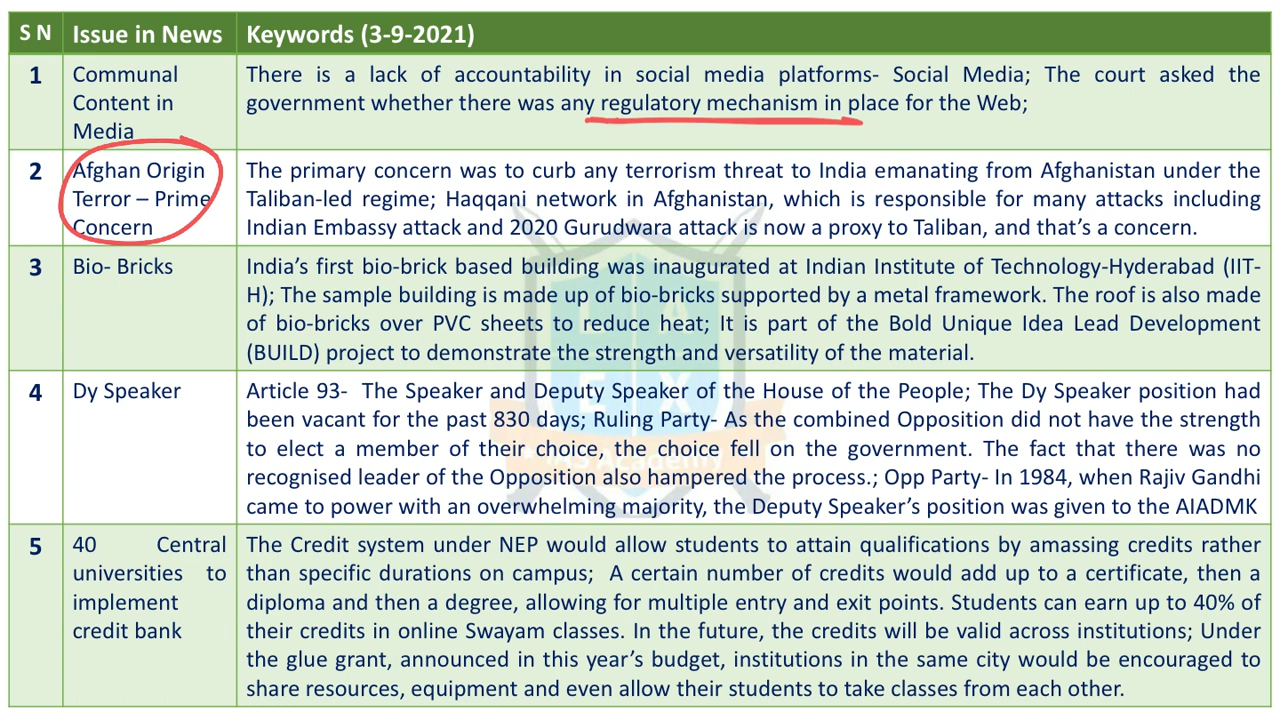 S N Issue in News Keywords (3-9-2021)
1 Communal There is a lack of accountability in social media platforms- Social Media; The court asked the
Content in government whether there was any regulatory mechanism in place for the Web;
Media
2 Afghan Origin The primary concern was to curb any terrorism threat to India emanating from Afghanistan under the
Terror – Prime Taliban-led regime; Haqqani network in Afghanistan, which is responsible for many attacks including
Concern Indian Embassy attack and 2020 Gurudwara attack is now a proxy to Taliban, and that's a concern.
3 Bio- Bricks India's first bio-brick based building was inaugurated at Indian Institute of Technology-Hyderabad (IIT-
H); The sample building is made up of bio-bricks supported by a metal framework. The roof is also made
of bio-bricks over PVC sheets to reduce heat; It is part of the Bold Unique Idea Lead Development
(BUILD) project to demonstrate the strength and versatility of the material.
4 Dy Speaker Article 93- The Speaker and Deputy Speaker of the House of the People; The Dy Speaker position had
been vacant for the past 830 days; Ruling Party- As the combined Opposition did not have the strength
to elect a member of their choice, the choice fell on the government. The fact that there was no
recognised leader of the Opposition also hampered the process.; Opp Party- In 1984, when Rajiv Gandhi
came to power with an overwhelming majority, the Deputy Speaker's position was given to the AIADMK
5 40 Central The Credit system under NEP would allow students to attain qualifications by amassing credits rather
universities to than specific durations on campus; A certain number of credits would add up to a certificate, then a
implement diploma and then a degree, allowing for multiple entry and exit points. Students can earn up to 40% of
credit bank their credits in online Swayam classes. In the future, the credits will be valid across institutions; Under
the glue grant, announced in this year's budget, institutions in the same city would be encouraged to
share resources, equipment and even allow their students to take classes from each other.
L A
E X
IAS Academy